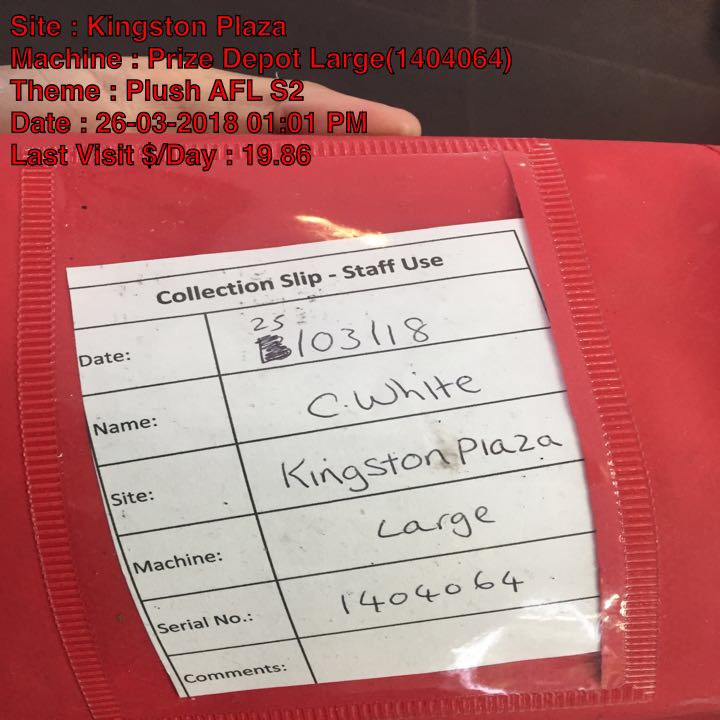 Site : Kingston Plaza
Machine : Prize Depot Large(1404064)
Theme : Plush AFL S2
Date : 26-03-2018 01:01 PM
Last Visit $/Day : 19.86
Collection Slip - Staff Use
Date: 25/03/18
Name: C. White
Site: Kingston Plaza
Machine: Large
Serial No.: 1404064
Comments: